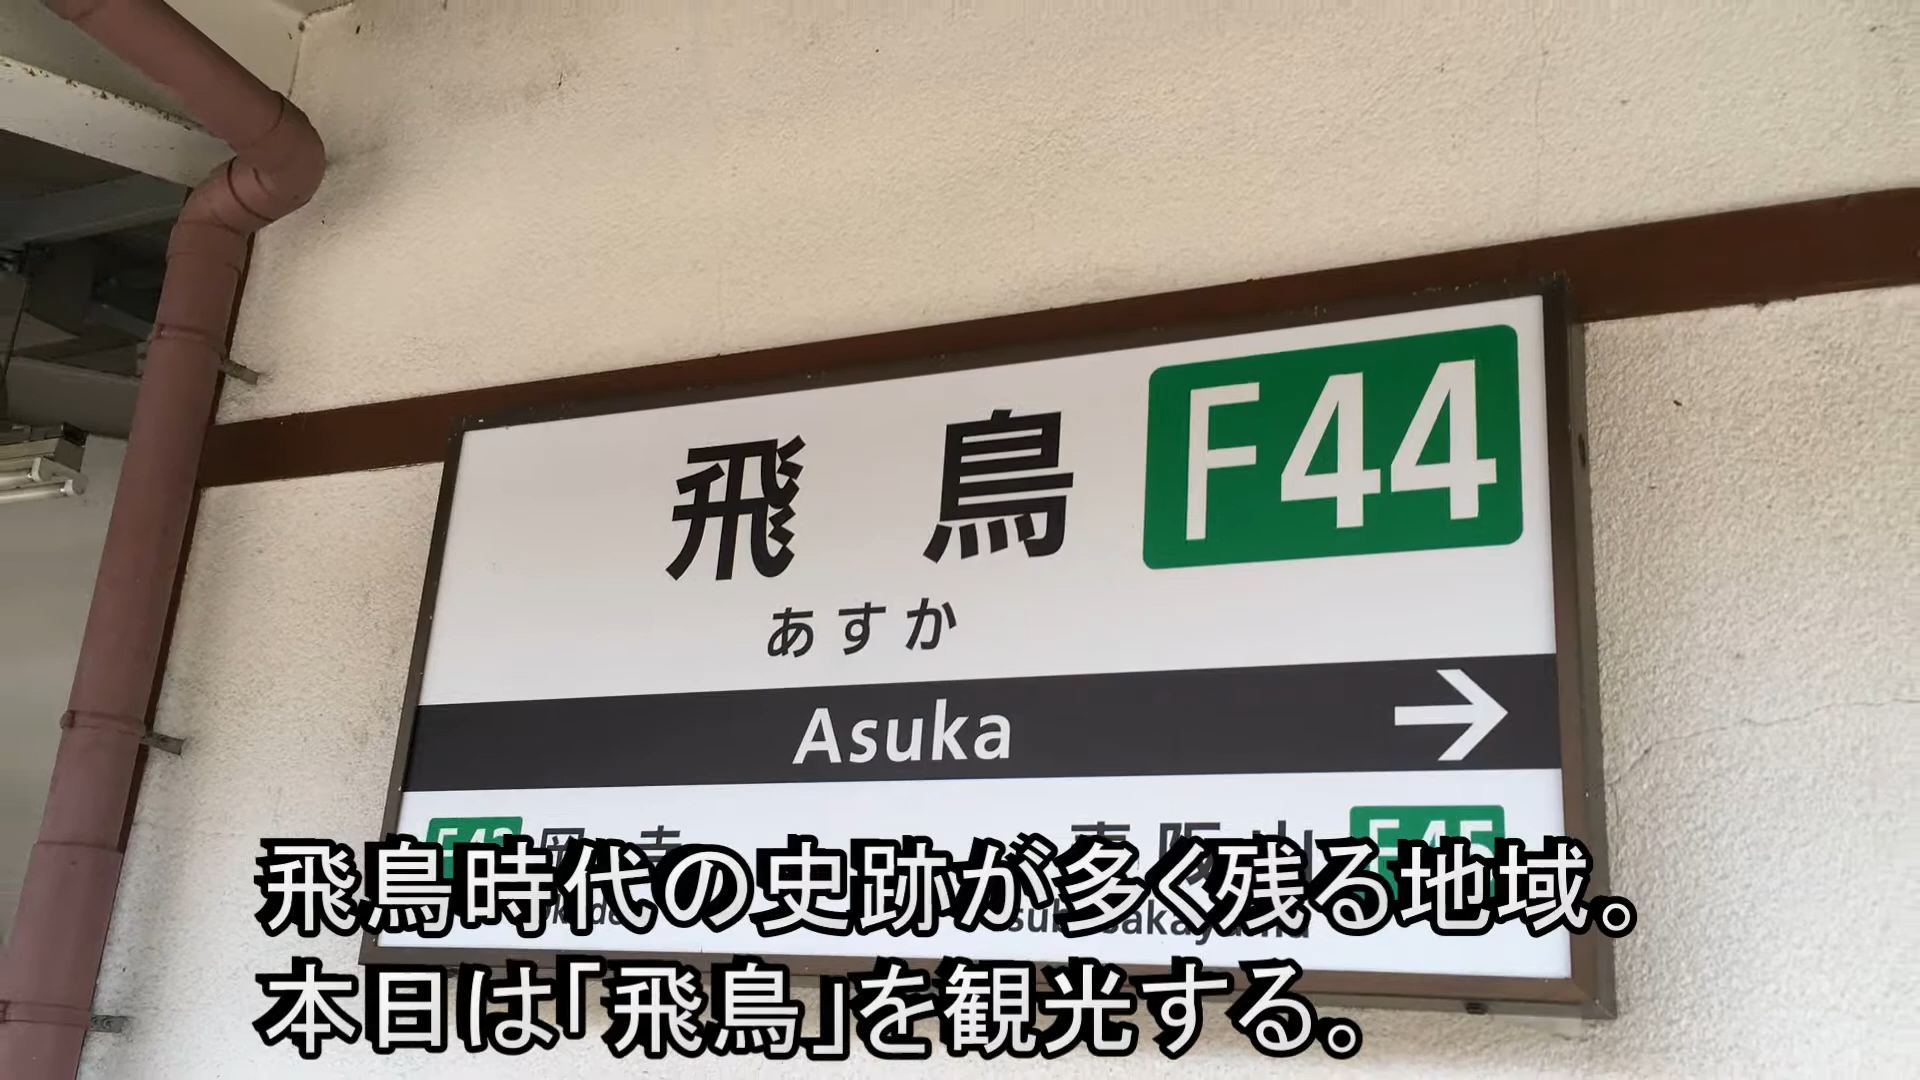 飛鳥
F44
あすか
Asuka
→
飛鳥時代の史跡が多く残る地域。
本日は「飛鳥」を観光する。